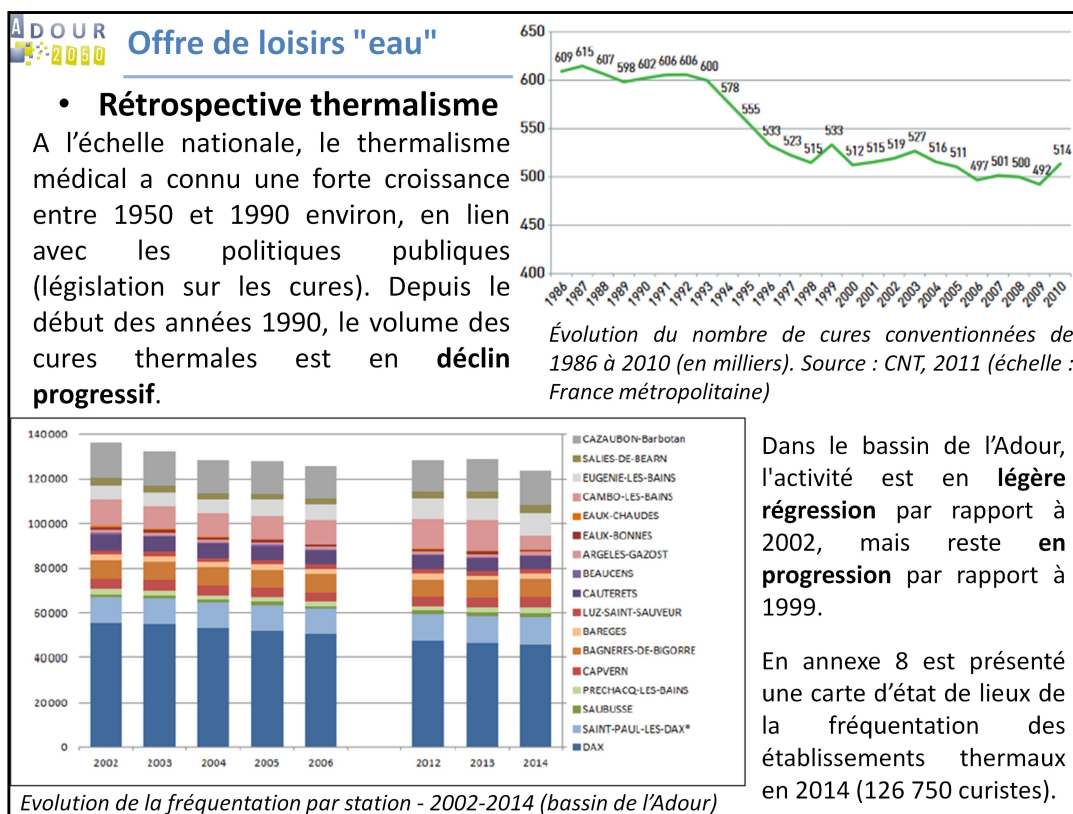 ADOUR
2050
Offre de loisirs "eau"
• Rétrospective thermalisme
A l’échelle nationale, le thermalisme
médical a connu une forte croissance
entre 1950 et 1990 environ, en lien
avec les politiques publiques
(législation sur les cures). Depuis le
début des années 1990, le volume des
cures thermales est en déclin
progressif.
650
600
550
500
450
400
609 615 607 598 602 606 606 600 578 555 533 523 515 533 512 515 519 527 516 511 497 501 500 492 514
1986 1987 1988 1989 1990 1991 1992 1993 1994 1995 1996 1997 1998 1999 2000 2001 2002 2003 2004 2005 2006 2007 2008 2009 2010
Évolution du nombre de cures conventionnées de
1986 à 2010 (en milliers). Source : CNT, 2011 (échelle :
France métropolitaine)
140000
120000
100000
80000
60000
40000
20000
0
2002 2003 2004 2005 2006 2012 2013 2014
CAZAUBON-Barbotan
SALIES-DE-BEARN
EUGENIE-LES-BAINS
CAMBO-LES-BAINS
EAUX-CHAUDES
EAUX-BONNES
ARGELES-GAZOST
BEAUCENS
CAUTERETS
LUZ-SAINT-SAUVEUR
BAREGES
BAGNERES-DE-BIGORRE
CAPVERN
PRECHACQ-LES-BAINS
SAUBUSSE
SAINT-PAUL-LES-DAX*
DAX
Evolution de la fréquentation par station - 2002-2014 (bassin de l’Adour)
Dans le bassin de l’Adour,
l'activité est en légère
régression par rapport à
2002, mais reste en
progression par rapport à
1999.
En annexe 8 est présenté
une carte d’état de lieux de
la fréquentation des
établissements thermaux
en 2014 (126 750 curistes).